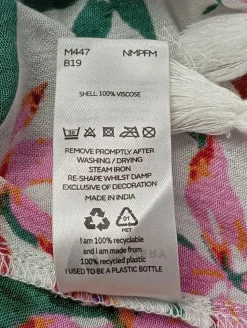 M447 NMPFM
B19
SHELL 100% VISCOSE
REMOVE PROMPTLY AFTER
WASHING / DRYING
STEAM IRON
RE-SHAPE WHILST DAMP
EXCLUSIVE OF DECORATION
MADE IN INDIA
01
PET
I am 100% recyclable
and I am made from
100% recycled plastic
I USED TO BE A PLASTIC BOTTLE